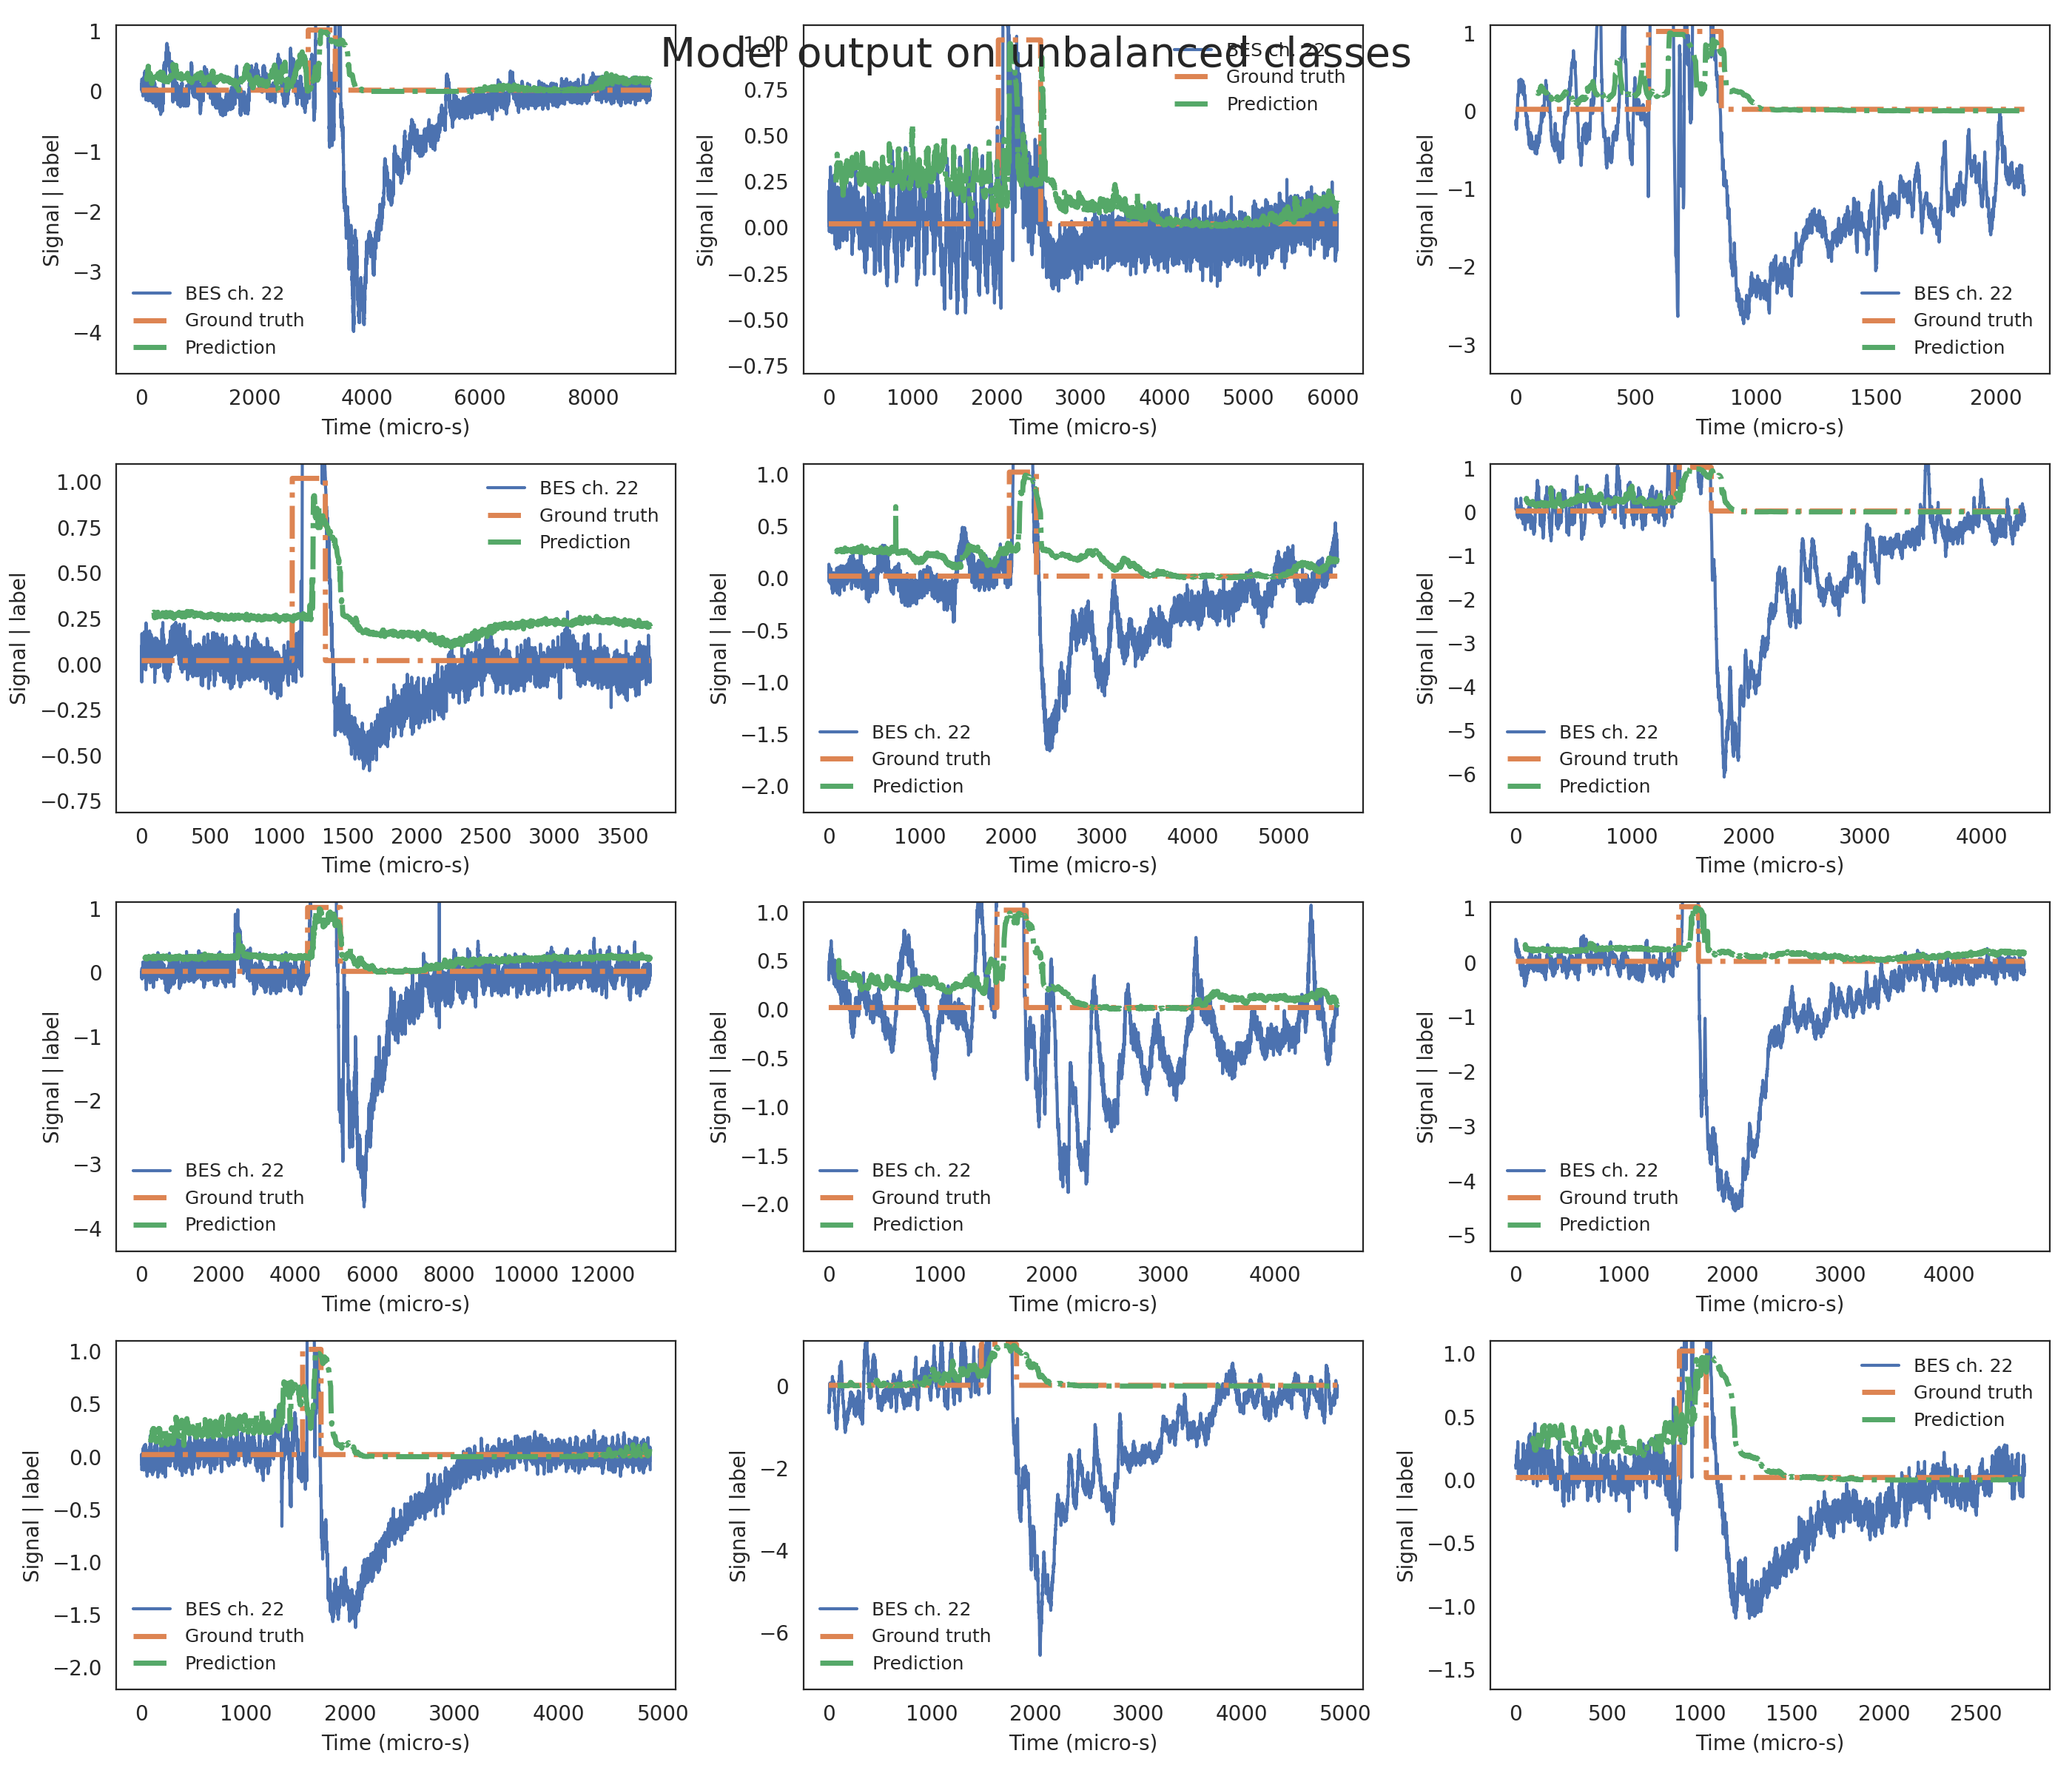 Model output on unbalanced classes
1
0
−1
−2
−3
−4
Signal | label
BES ch. 22
Ground truth
Prediction
0 2000 4000 6000 8000
Time (micro-s)
1.00
0.75
0.50
0.25
0.00
−0.25
−0.50
−0.75
Signal | label
BES ch. 22
Ground truth
Prediction
0 1000 2000 3000 4000 5000 6000
Time (micro-s)
1
0
−1
−2
−3
Signal | label
BES ch. 22
Ground truth
Prediction
0 500 1000 1500 2000
Time (micro-s)
1.00
0.75
0.50
0.25
0.00
−0.25
−0.50
−0.75
Signal | label
BES ch. 22
Ground truth
Prediction
0 500 1000 1500 2000 2500 3000 3500
Time (micro-s)
1.0
0.5
0.0
−0.5
−1.0
−1.5
−2.0
Signal | label
BES ch. 22
Ground truth
Prediction
0 1000 2000 3000 4000 5000
Time (micro-s)
1
0
−1
−2
−3
−4
−5
−6
Signal | label
BES ch. 22
Ground truth
Prediction
0 1000 2000 3000 4000
Time (micro-s)
1
0
−1
−2
−3
−4
Signal | label
BES ch. 22
Ground truth
Prediction
0 2000 4000 6000 8000 10000 12000
Time (micro-s)
1.0
0.5
0.0
−0.5
−1.0
−1.5
−2.0
Signal | label
BES ch. 22
Ground truth
Prediction
0 1000 2000 3000 4000
Time (micro-s)
1
0
−1
−2
−3
−4
−5
Signal | label
BES ch. 22
Ground truth
Prediction
0 1000 2000 3000 4000
Time (micro-s)
1.0
0.5
0.0
−0.5
−1.0
−1.5
−2.0
Signal | label
BES ch. 22
Ground truth
Prediction
0 1000 2000 3000 4000 5000
Time (micro-s)
0
−2
−4
−6
Signal | label
BES ch. 22
Ground truth
Prediction
0 1000 2000 3000 4000 5000
Time (micro-s)
1.0
0.5
0.0
−0.5
−1.0
−1.5
Signal | label
BES ch. 22
Ground truth
Prediction
0 500 1000 1500 2000 2500
Time (micro-s)